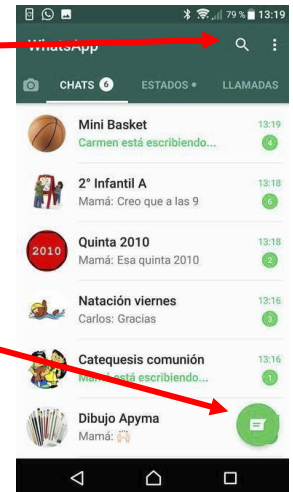 79 % 13:19
WhatsApp
CHATS 6 ESTADOS • LLAMADAS
Mini Basket 13:19
Carmen está escribiendo... 4
2° Infantil A 13:18
Mamá: Creo que a las 9 6
2010 Quinta 2010 13:18
Mamá: Esa quinta 2010 2
Natación viernes 13:16
Carlos: Gracias 3
Catequesis comunión 13:16
Mamá está escribiendo... 1
Dibujo Apyma
Mamá: 🙌